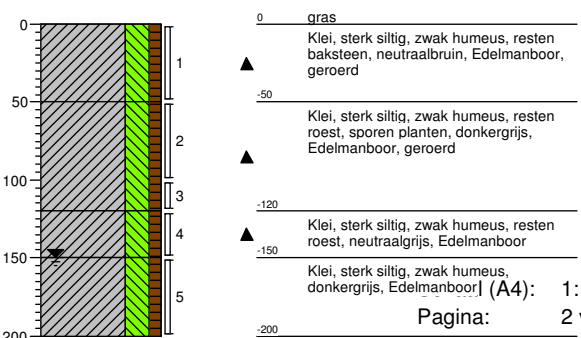 0
50
100
150
200
1
2
3
4
5
0 gras
Klei, sterk siltig, zwak humeus, resten
baksteen, neutraalbruin, Edelmanboor,
geroerd
-50
Klei, sterk siltig, zwak humeus, resten
roest, sporen planten, donkergrijs,
Edelmanboor, geroerd
-120
Klei, sterk siltig, zwak humeus, resten
roest, neutraalgrijs, Edelmanboor
-150
Klei, sterk siltig, zwak humeus,
donkergrijs, Edelmanboor (A4): 1:
Pagina: 2
-200